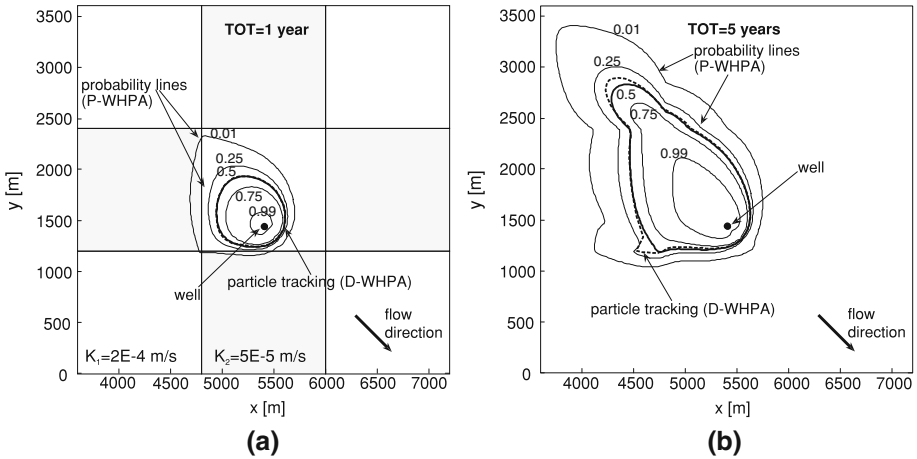 3500
3000
2500
2000
1500
1000
500
0
y [m]
TOT=1 year
probability lines
(P-WHPA)
0.01
0.25
0.5
0.75
0.99
particle tracking (D-WHPA)
well
flow
direction
K₁=2E-4 m/s
K₂=5E-5 m/s
4000 4500 5000 5500 6000 6500 7000
x [m]
(a)
3500
3000
2500
2000
1500
1000
500
0
y [m]
0.01
TOT=5 years
probability lines
(P-WHPA)
0.25
0.5
0.75
0.99
well
particle tracking (D-WHPA)
flow
direction
4000 4500 5000 5500 6000 6500 7000
x [m]
(b)